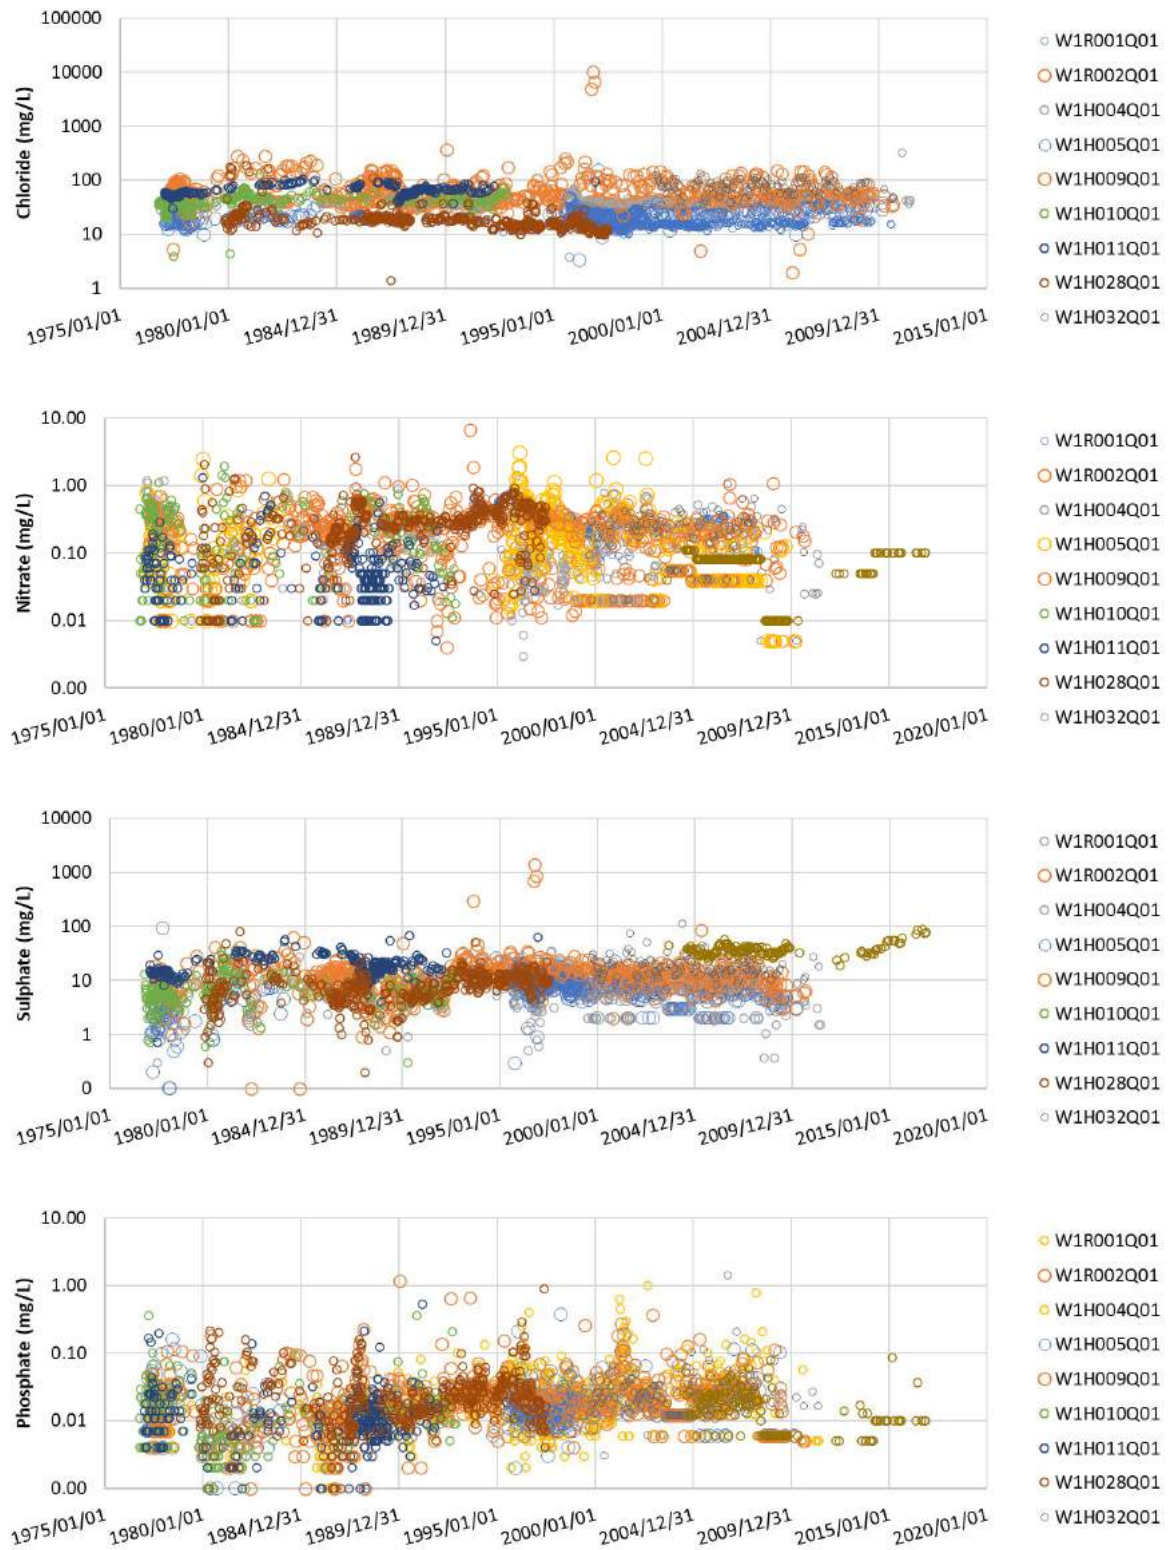 Chloride (mg/L)
100000
10000
1000
100
10
1
1975/01/01
1980/01/01
1984/12/31
1989/12/31
1995/01/01
2000/01/01
2004/12/31
2009/12/31
2015/01/01
W1R001Q01
W1R002Q01
W1H004Q01
W1H005Q01
W1H009Q01
W1H010Q01
W1H011Q01
W1H028Q01
W1H032Q01
Nitrate (mg/L)
10.00
1.00
0.10
0.01
0.00
1975/01/01
1980/01/01
1984/12/31
1989/12/31
1995/01/01
2000/01/01
2004/12/31
2009/12/31
2015/01/01
2020/01/01
W1R001Q01
W1R002Q01
W1H004Q01
W1H005Q01
W1H009Q01
W1H010Q01
W1H011Q01
W1H028Q01
W1H032Q01
Sulphate (mg/L)
10000
1000
100
10
1
0
1975/01/01
1980/01/01
1984/12/31
1989/12/31
1995/01/01
2000/01/01
2004/12/31
2009/12/31
2015/01/01
2020/01/01
W1R001Q01
W1R002Q01
W1H004Q01
W1H005Q01
W1H009Q01
W1H010Q01
W1H011Q01
W1H028Q01
W1H032Q01
Phosphate (mg/L)
10.00
1.00
0.10
0.01
0.00
1975/01/01
1980/01/01
1984/12/31
1989/12/31
1995/01/01
2000/01/01
2004/12/31
2009/12/31
2015/01/01
2020/01/01
W1R001Q01
W1R002Q01
W1H004Q01
W1H005Q01
W1H009Q01
W1H010Q01
W1H011Q01
W1H028Q01
W1H032Q01